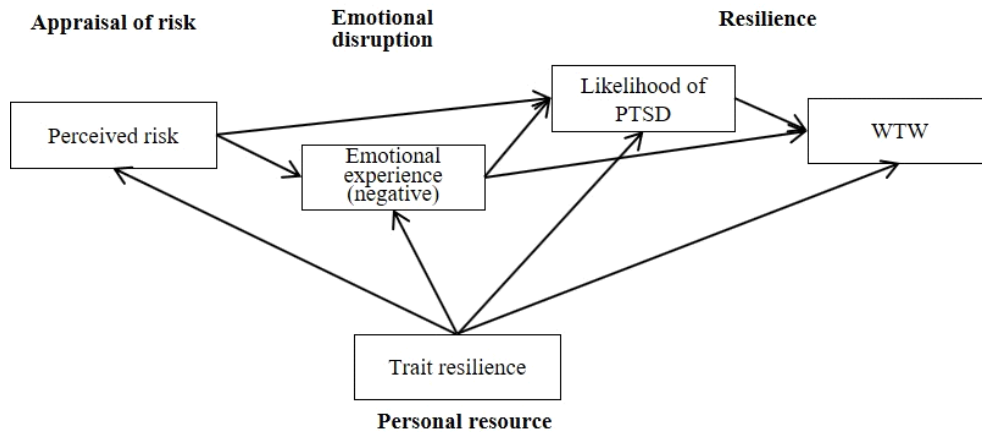 Appraisal of risk
Emotional
disruption
Resilience
Perceived risk
Emotional
experience
(negative)
Likelihood of
PTSD
WTW
Trait resilience
Personal resource